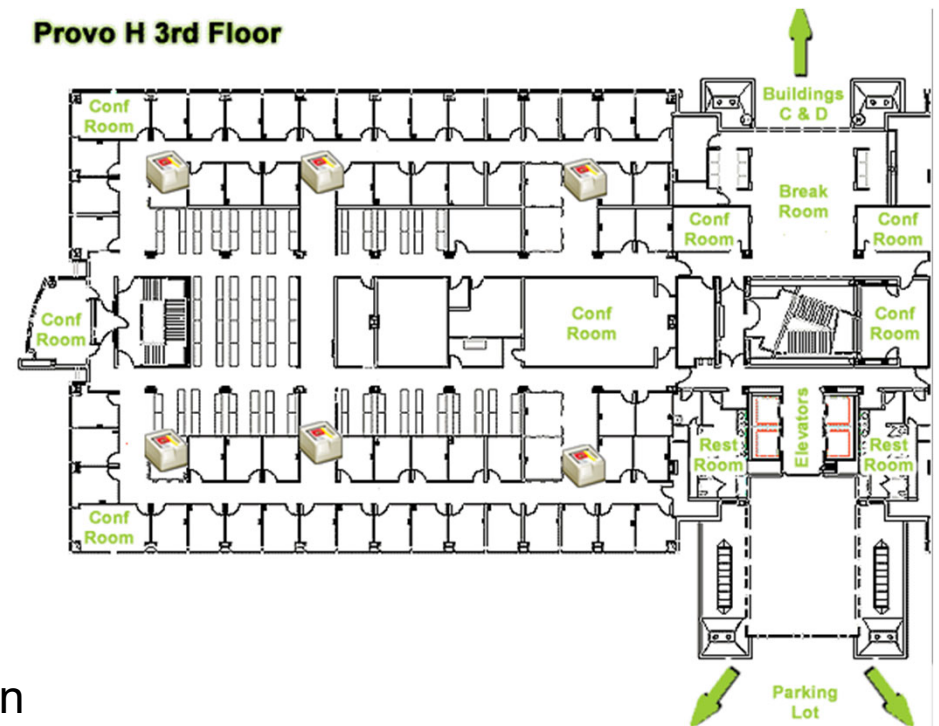 Provo H 3rd Floor
Buildings
C & D
Conf
Room
Break
Room
Conf
Room
Conf
Room
Conf
Room
Conf
Room
Conf
Room
Elevators
Rest
Room
Rest
Room
Conf
Room
Parking
Lot
n